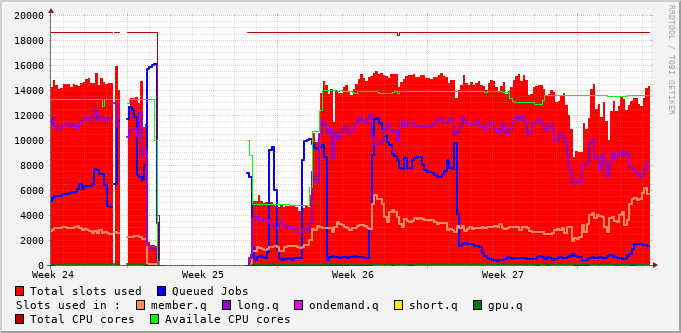 20000
18000
16000
14000
12000
10000
8000
6000
4000
2000
0
Week 24 Week 25 Week 26 Week 27
Total slots used Queued Jobs
Slots used in : member.q long.q ondemand.q short.q gpu.q
Total CPU cores Availale CPU cores
RRDTOOL / TOBI OETIKER